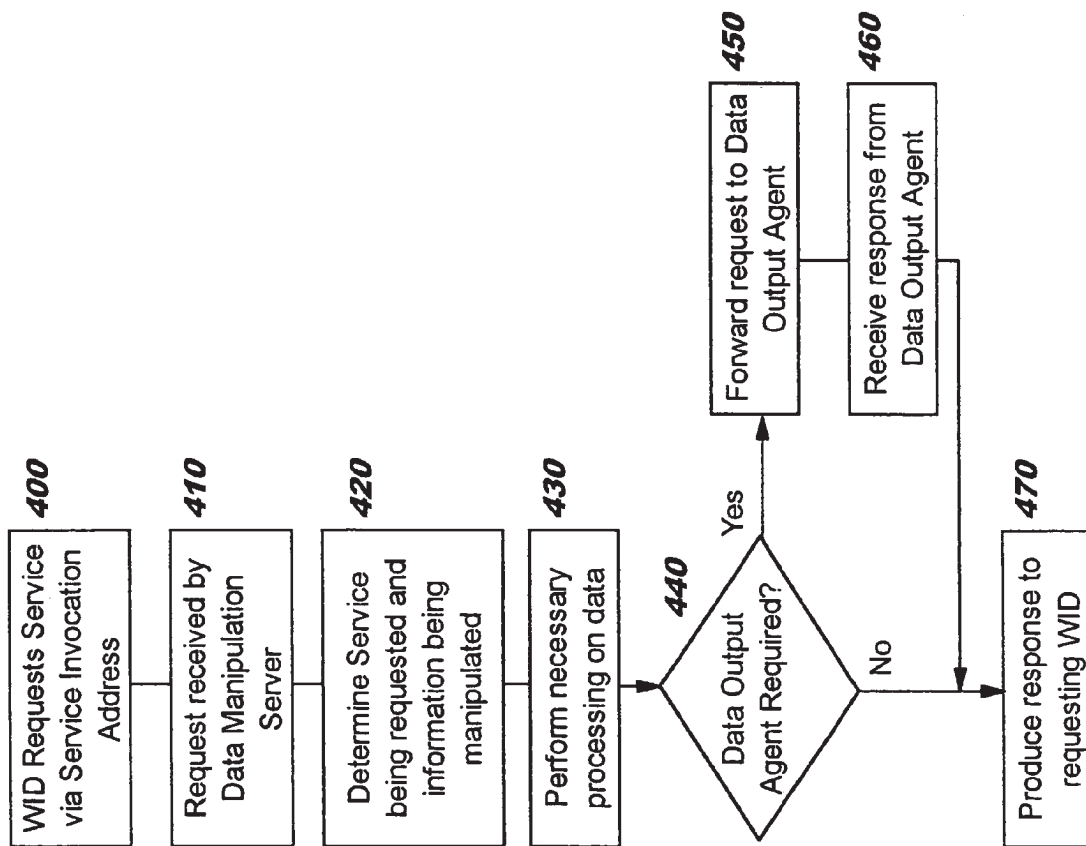 WID Requests Service
via Service Invocation
Address
400
Request received by
Data Manipulation
Server
410
Determine Service
being requested and
information being
manipulated
420
Perform necessary
processing on data
430
Data Output
Agent Required?
440
Yes
No
Forward request to Data
Output Agent
450
Receive response from
Data Output Agent
460
Produce response to
requesting WID
470